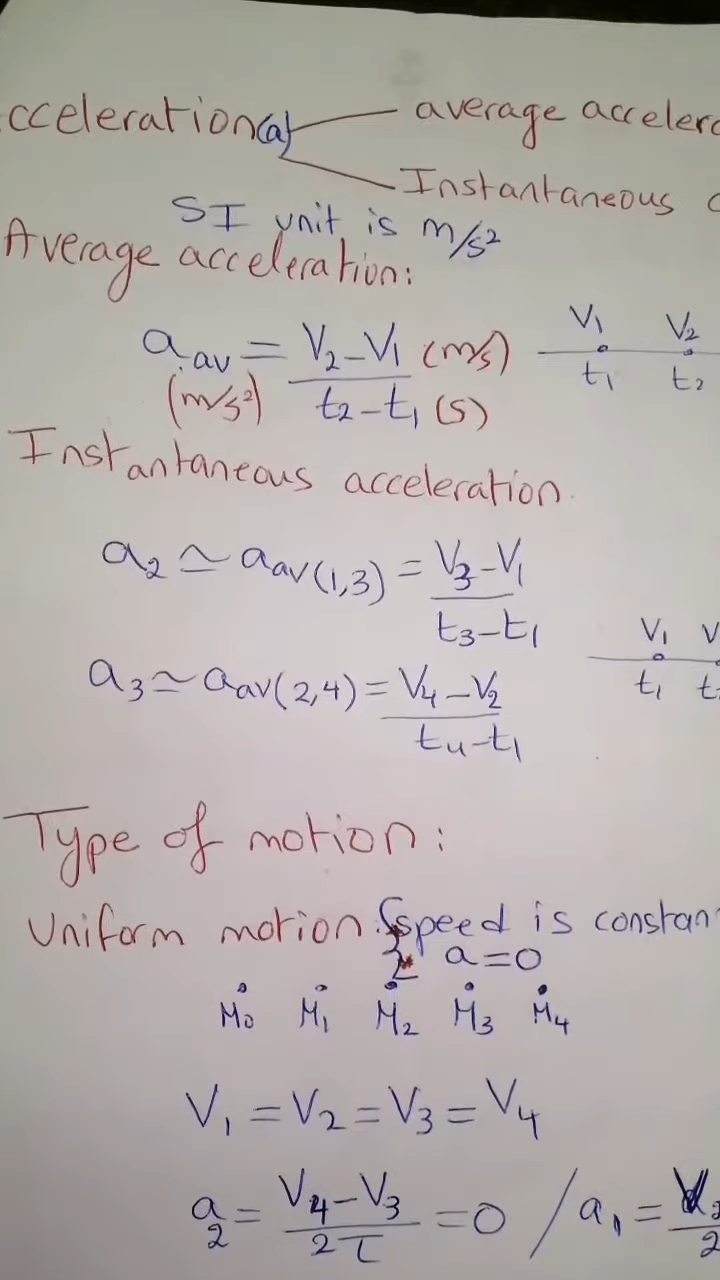 cceleration(a) average accelera
Instantaneous
SI unit is m/s²
Average acceleration:
a_av = (V₂-V₁)/(t₂-t₁) (m/s) (s) (m/s²)
V₁ V₂
t₁ t₂
Instantaneous acceleration.
a₂ ≃ a_av(1,3) = (V₃-V₁)/(t₃-t₁)
a₃ ≃ a_av(2,4) = (V₄-V₂)/(t₄-t₁)
V₁ V
t₁ t
Type of motion:
Uniform motion: {speed is constan
a=0
M₀ M₁ M₂ M₃ M₄
V₁ = V₂ = V₃ = V₄
a₂ = (V₄-V₃)/2τ = 0 / a₁ =